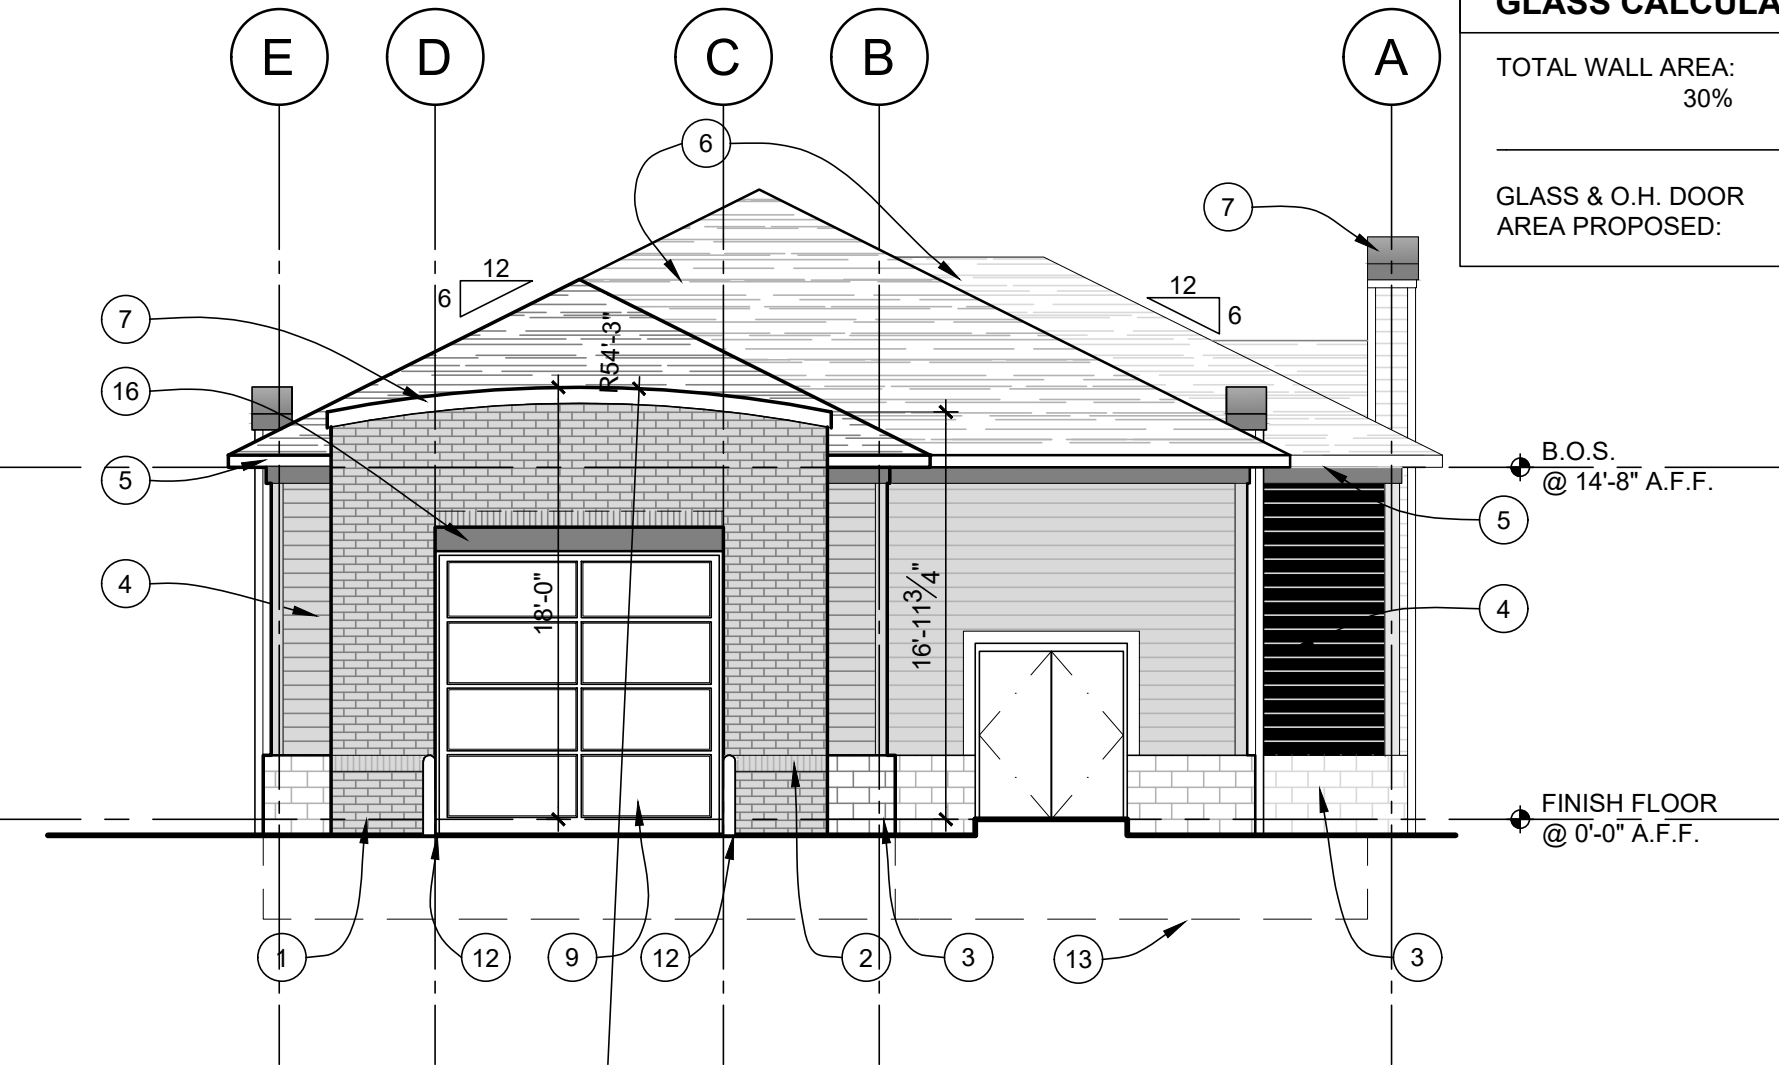 GLASS CALCULA
E
D
C
B
A
TOTAL WALL AREA:
30%
GLASS & O.H. DOOR
AREA PROPOSED:
6
7
12
6
12
6
7
R54'-3"
16
B.O.S.
@ 14'-8" A.F.F.
5
5
4
18'-0"
16'-11 3/4"
4
FINISH FLOOR
@ 0'-0" A.F.F.
1
12
9
12
2
3
13
3